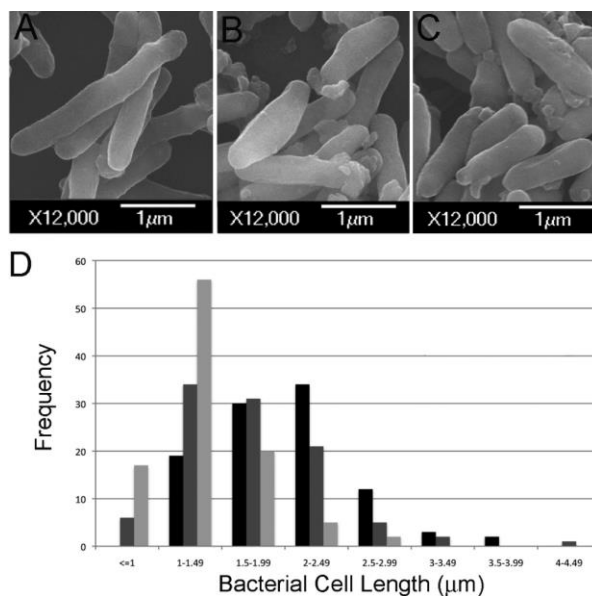 A B C
X12,000 1μm X12,000 1μm X12,000 1μm
D
60
50
40
30
20
10
0
Frequency
<=1 1-1.49 1.5-1.99 2-2.49 2.5-2.99 3-3.49 3.5-3.99 4-4.49
Bacterial Cell Length (μm)